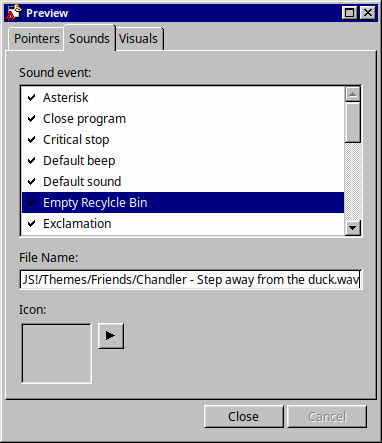 Preview
Pointers Sounds Visuals
Sound event:
Asterisk
Close program
Critical stop
Default beep
Default sound
Empty Recylcle Bin
Exclamation
File Name:
JS!/Themes/Friends/Chandler - Step away from the duck.wav
Icon:
Close Cancel